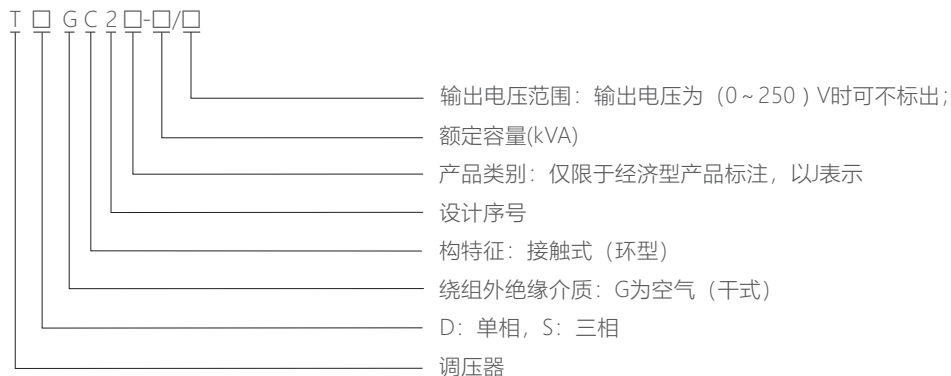 T □ G C 2 □-□/□
输出电压范围：输出电压为（0~250）V时可不标出；
额定容量(kVA)
产品类别：仅限于经济型产品标注，以J表示
设计序号
构特征：接触式（环型）
绕组外绝缘介质：G为空气（干式）
D：单相，S：三相
调压器